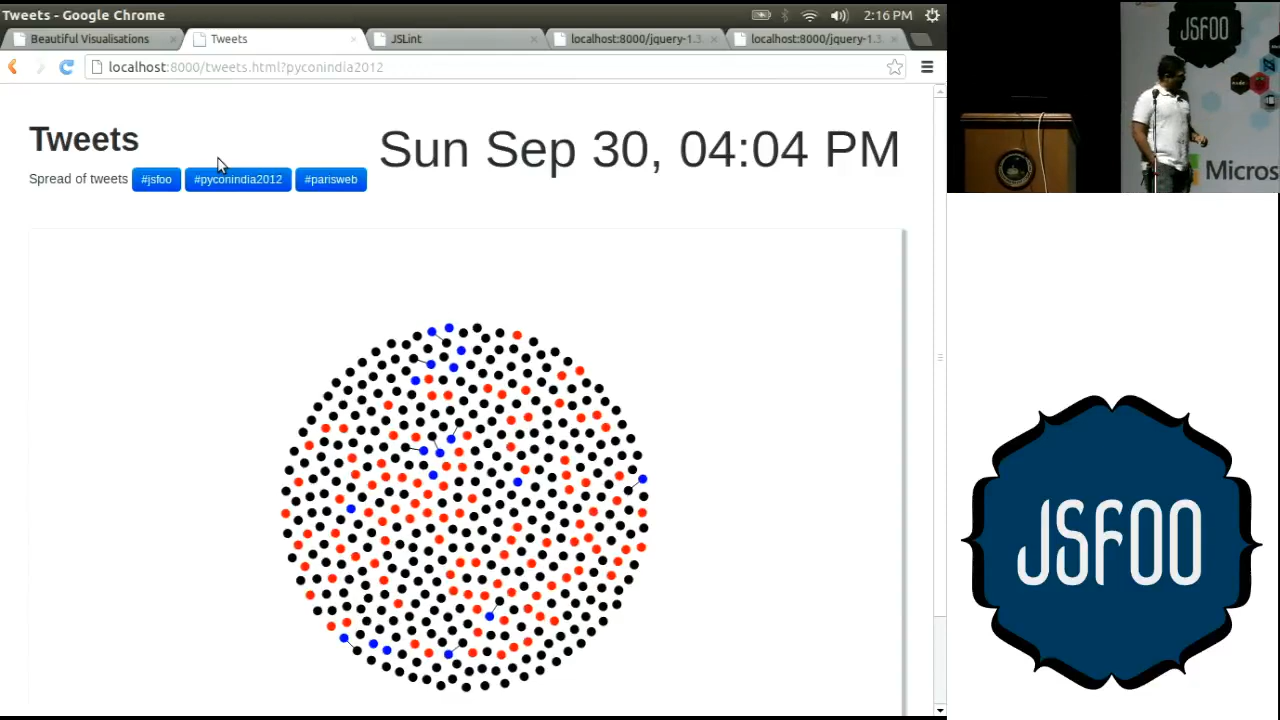 Tweets - Google Chrome
2:16 PM
Beautiful Visualisations
Tweets
JSLint
localhost:8000/jquery-1.3.
localhost:8000/jquery-1.3.
localhost:8000/tweets.html?pyconindia2012
Tweets
Sun Sep 30, 04:04 PM
Spread of tweets #jsfoo #pyconindia2012 #parisweb
JSFOO
Micros
JSFOO